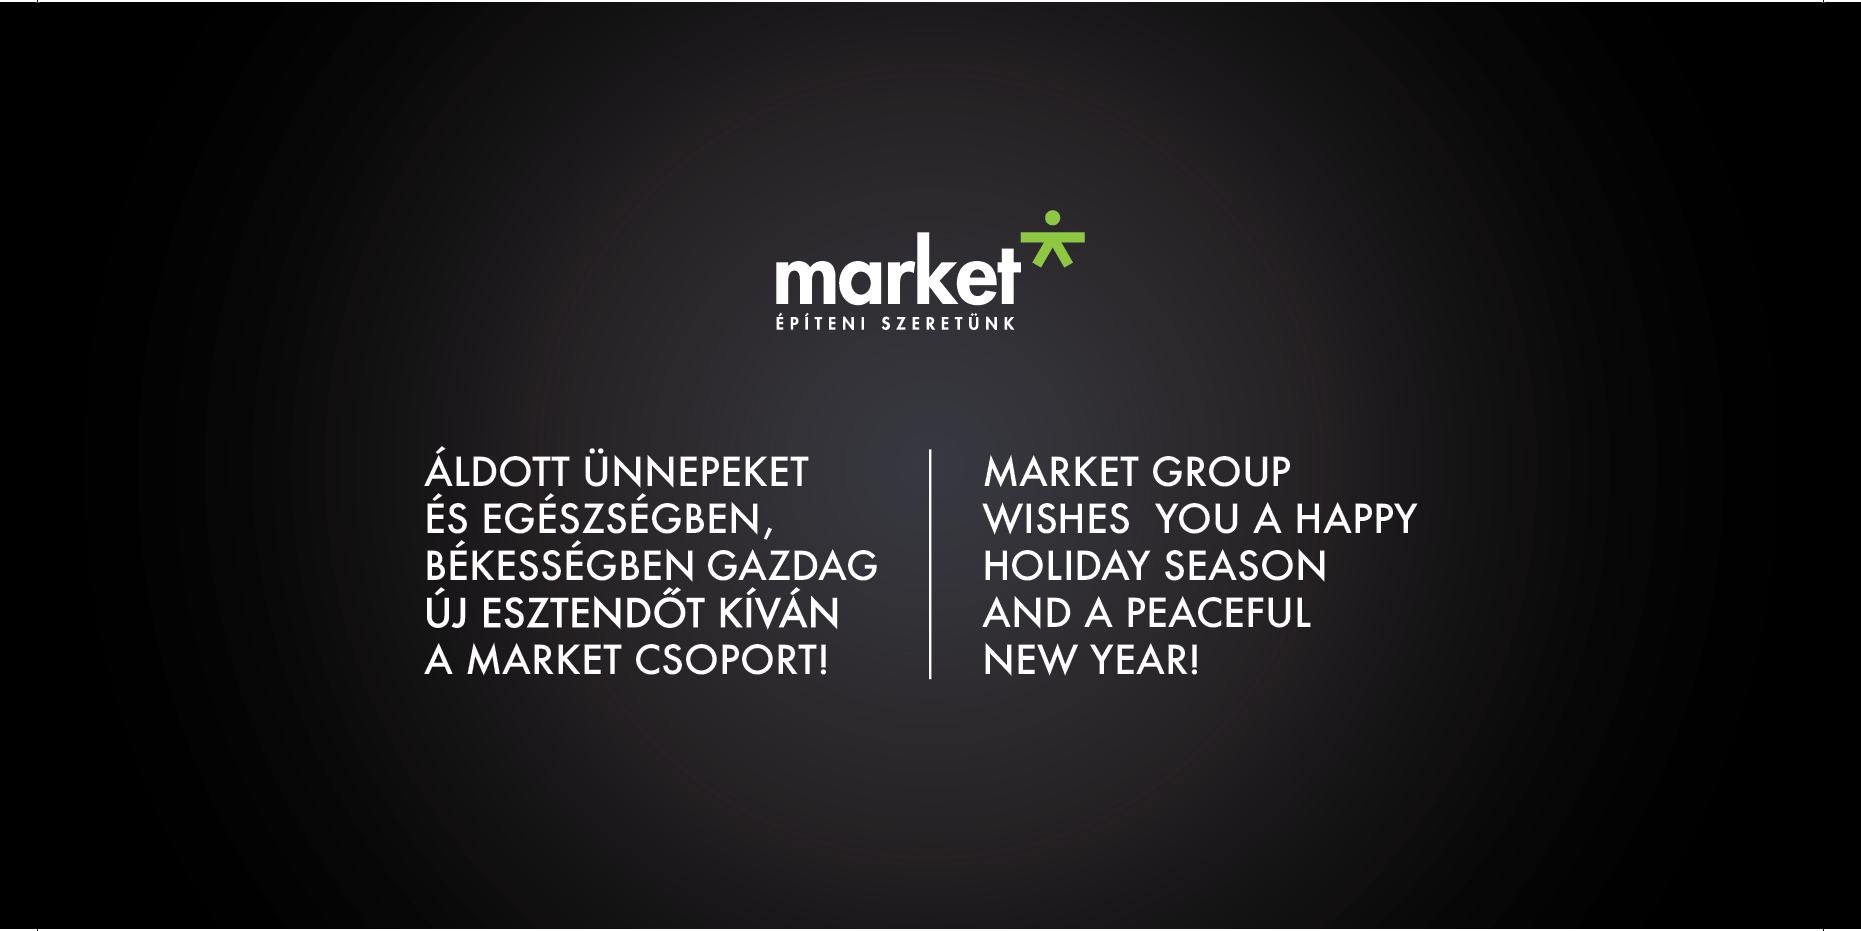 market
ÉPÍTENI SZERETÜNK
ÁLDOTT ÜNNEPEKET
ÉS EGÉSZSÉGBEN,
BÉKESSÉGBEN GAZDAG
ÚJ ESZTENDŐT KÍVÁN
A MARKET CSOPORT!
MARKET GROUP
WISHES  YOU A HAPPY
HOLIDAY SEASON
AND A PEACEFUL
NEW YEAR!